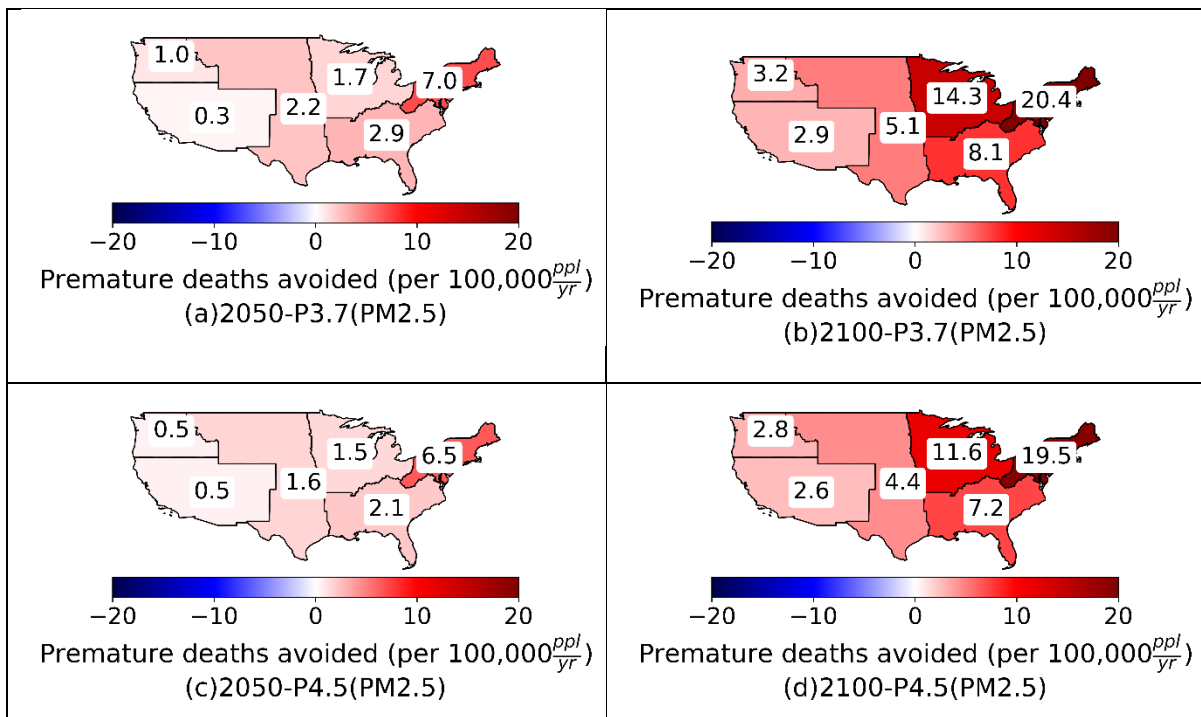 1.0
1.7
7.0
0.3
2.2
2.9
−20 −10 0 10 20
Premature deaths avoided (per 100,000 ppl/yr)
(a)2050-P3.7(PM2.5)
3.2
14.3
20.4
5.1
2.9
8.1
−20 −10 0 10 20
Premature deaths avoided (per 100,000 ppl/yr)
(b)2100-P3.7(PM2.5)
0.5
1.5
6.5
0.5
1.6
2.1
−20 −10 0 10 20
Premature deaths avoided (per 100,000 ppl/yr)
(c)2050-P4.5(PM2.5)
2.8
11.6
19.5
4.4
2.6
7.2
−20 −10 0 10 20
Premature deaths avoided (per 100,000 ppl/yr)
(d)2100-P4.5(PM2.5)